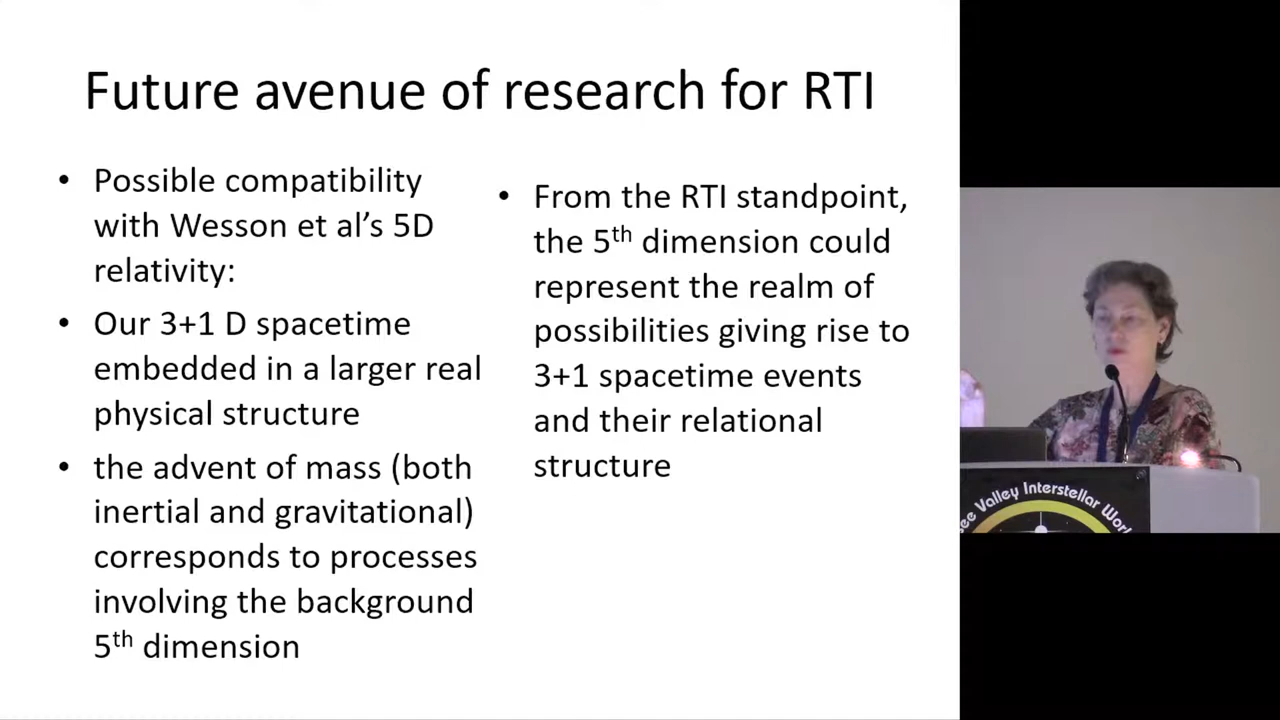 Future avenue of research for RTI
• Possible compatibility
with Wesson et al’s 5D
relativity:
• Our 3+1 D spacetime
embedded in a larger real
physical structure
• the advent of mass (both
inertial and gravitational)
corresponds to processes
involving the background
5th dimension
• From the RTI standpoint,
the 5th dimension could
represent the realm of
possibilities giving rise to
3+1 spacetime events
and their relational
structure
Valley Interstellar